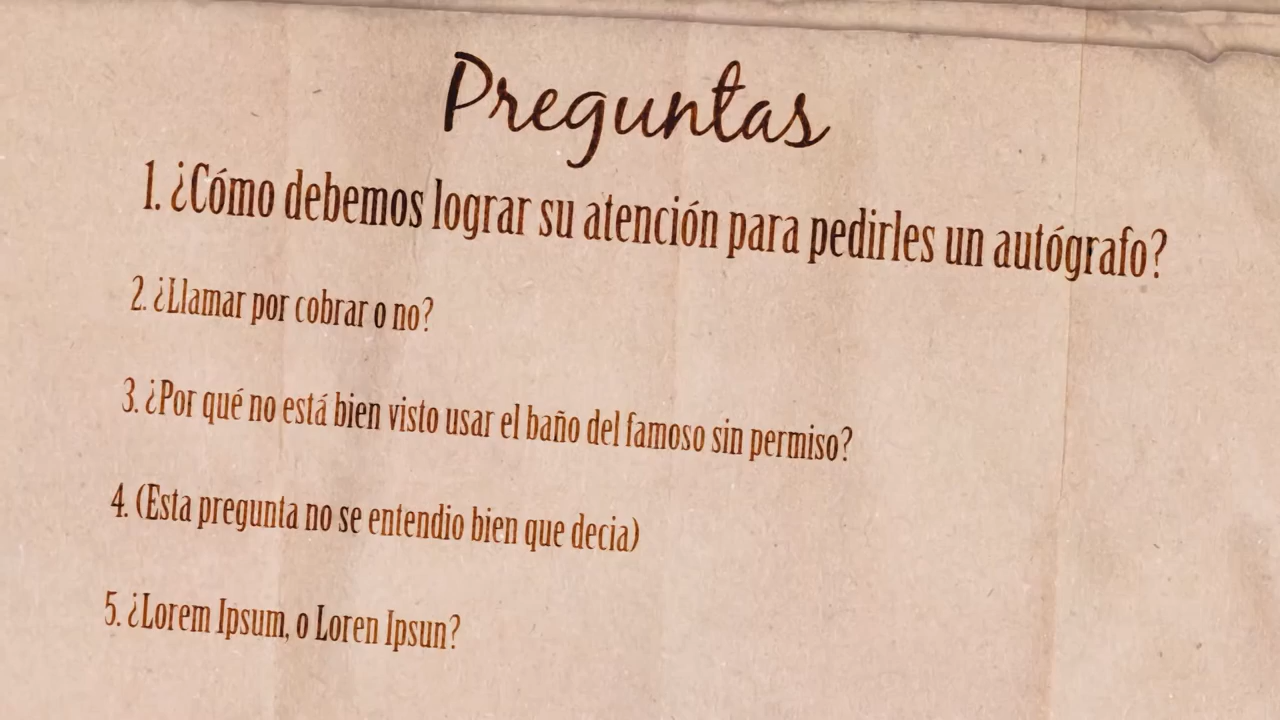 Preguntas
1. ¿Cómo debemos lograr su atención para pedirles un autógrafo?
2. ¿Llamar por cobrar o no?
3. ¿Por qué no está bien visto usar el baño del famoso sin permiso?
4. (Esta pregunta no se entendio bien que decia)
5. ¿Lorem Ipsum, o Loren Ipsun?